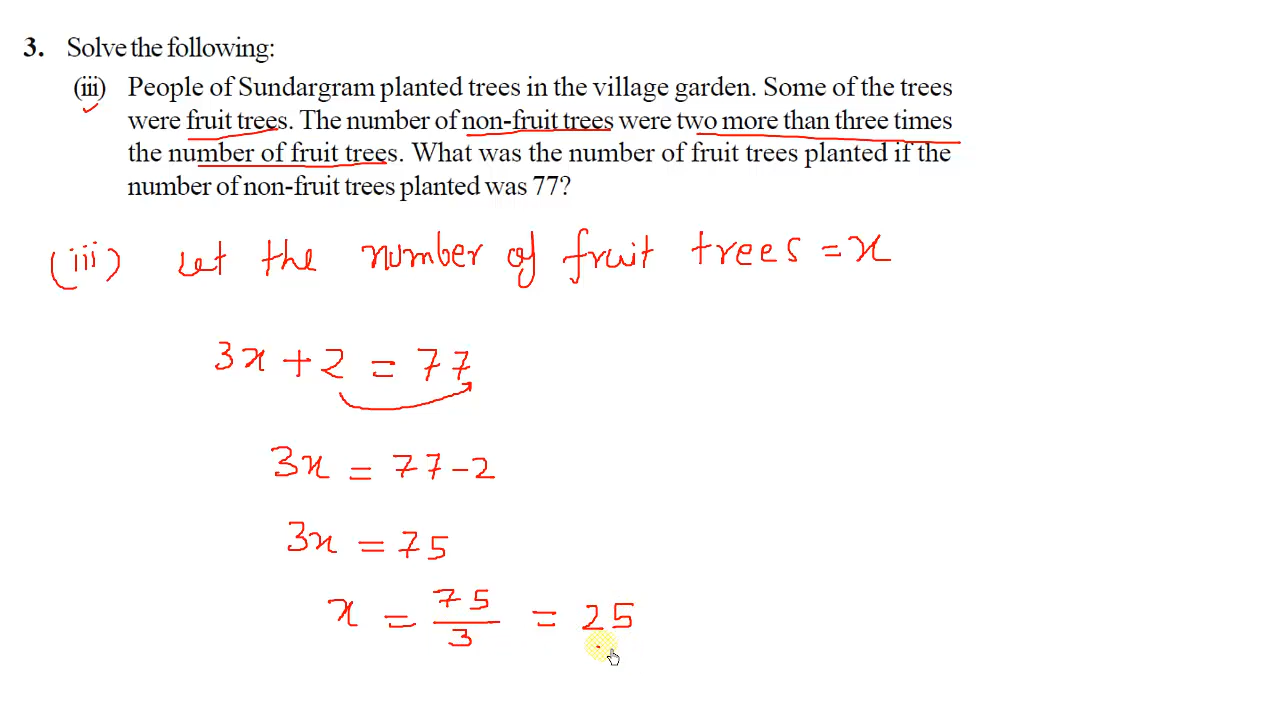 3. Solve the following:
(iii) People of Sundargram planted trees in the village garden. Some of the trees
were fruit trees. The number of non-fruit trees were two more than three times
the number of fruit trees. What was the number of fruit trees planted if the
number of non-fruit trees planted was 77?
(iii) Let the number of fruit trees = x
3x + 2 = 77
3x = 77 - 2
3x = 75
x = 75/3 = 25